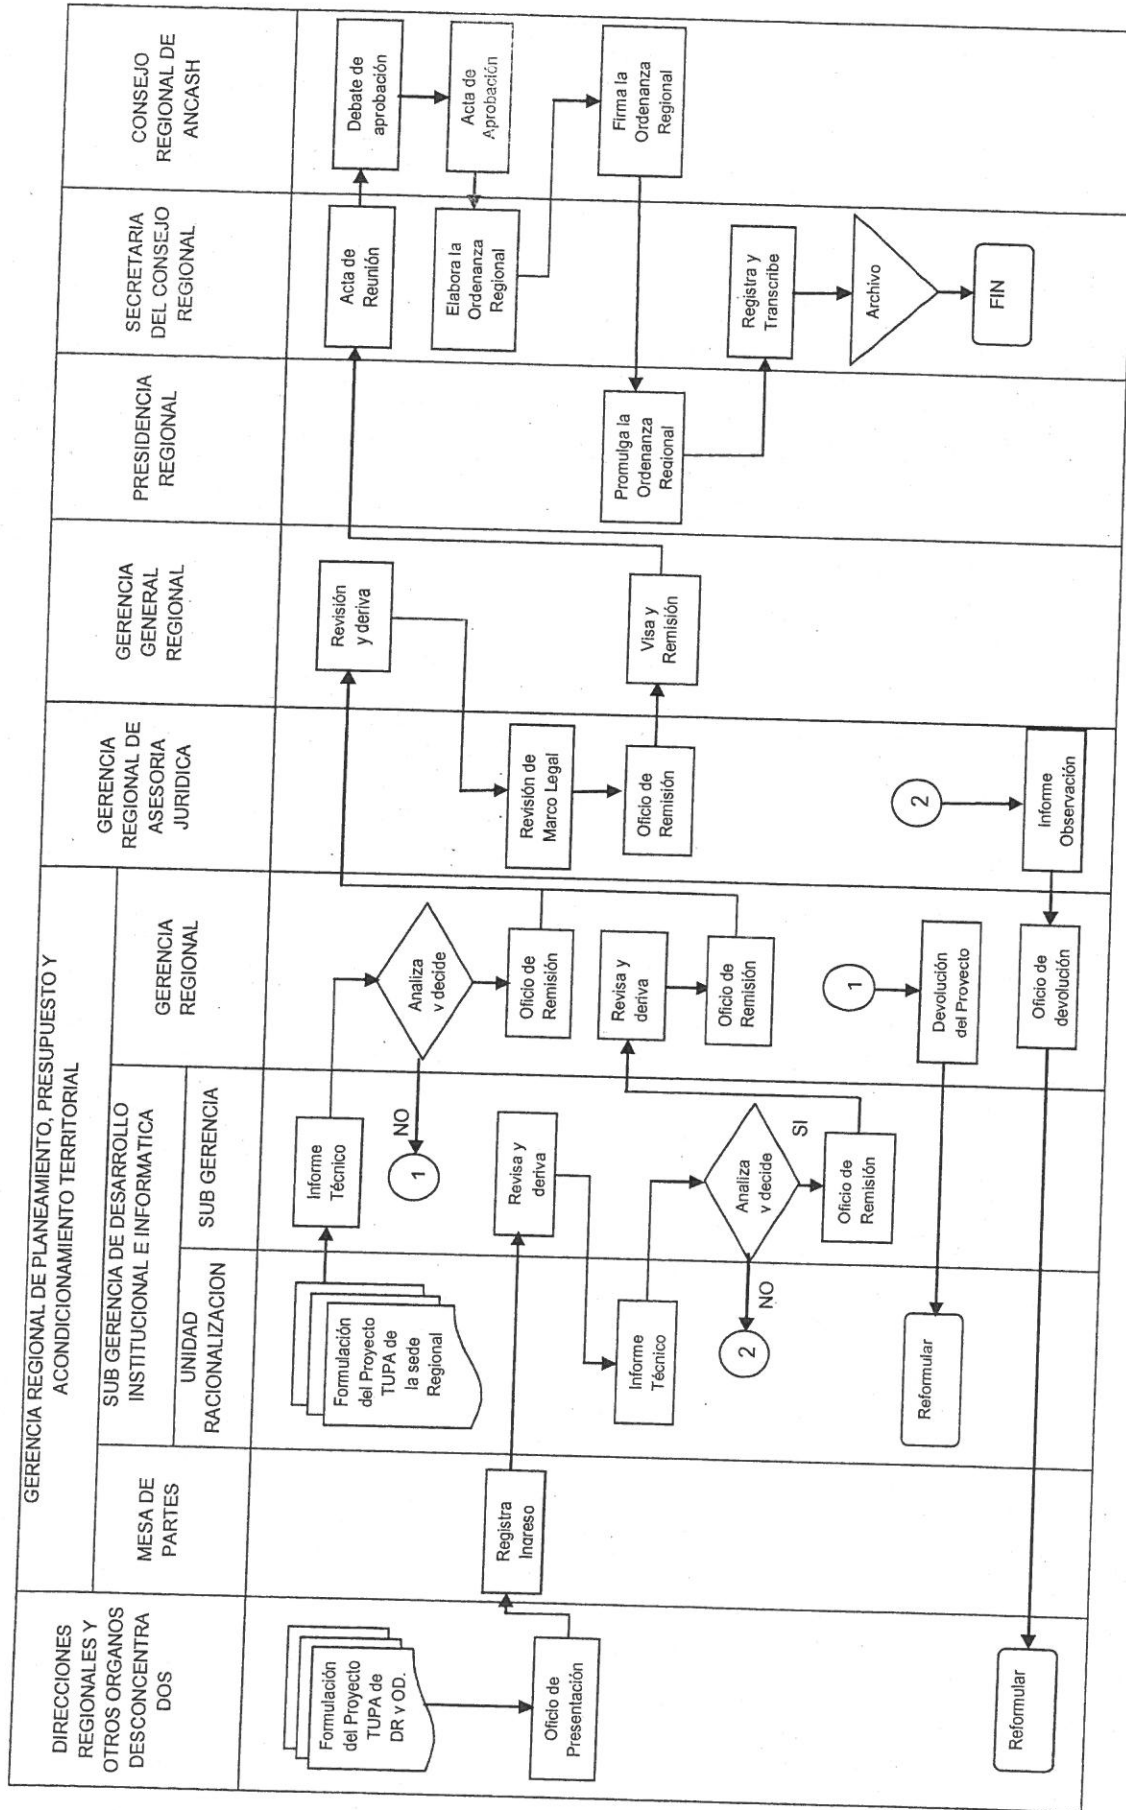 GERENCIA REGIONAL DE PLANEAMIENTO, PRESUPUESTO Y
ACONDICIONAMIENTO TERRITORIAL
DIRECCIONES
REGIONALES Y
OTROS ORGANOS
DESCONCENTRA
DOS
MESA DE
PARTES
SUB GERENCIA DE DESARROLLO
INSTITUCIONAL E INFORMATICA
UNIDAD
RACIONALIZACION
SUB GERENCIA
GERENCIA
REGIONAL
GERENCIA
REGIONAL DE
ASESORIA
JURIDICA
GERENCIA
GENERAL
REGIONAL
PRESIDENCIA
REGIONAL
SECRETARIA
DEL CONSEJO
REGIONAL
CONSEJO
REGIONAL DE
ANCASH
Formulación
del Proyecto
TUPA de
DR y OD.
Oficio de
Presentación
Reformular
Registra
Ingreso
Formulación
del Proyecto
TUPA de
la sede
Regional
Informe
Técnico
NO
2
Reformular
Informe
Técnico
NO
1
Revisa y
deriva
Analiza
y decide
SI
Oficio de
Remisión
Analiza
y decide
Oficio de
Remisión
Revisa y
deriva
Oficio de
Remisión
1
Devolución
del Proyecto
Oficio de
devolución
Revisión de
Marco Legal
Oficio de
Remisión
2
Informe
Observación
Revisión
y deriva
Visa y
Remisión
Promulga la
Ordenanza
Regional
Acta de
Reunión
Elabora la
Ordenanza
Regional
Registra y
Transcribe
Archivo
FIN
Debate de
aprobación
Acta de
Aprobación
Firma la
Ordenanza
Regional